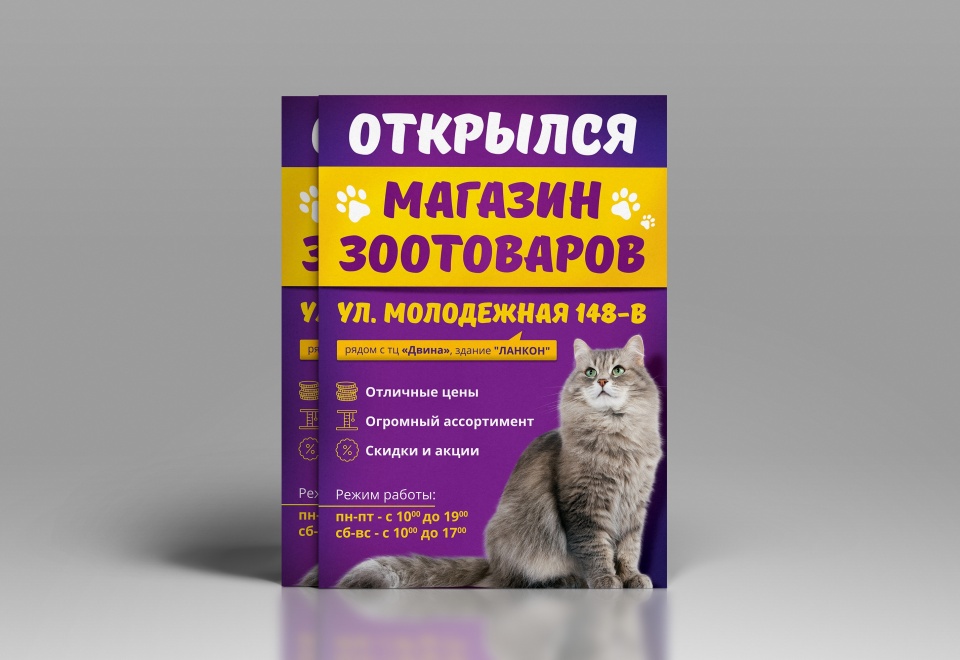 ОТКРЫЛСЯ
МАГАЗИН
ЗООТОВАРОВ
УЛ. МОЛОДЕЖНАЯ 148-В
рядом с тц «Двина», здание "ЛАНКОН"
Отличные цены
Огромный ассортимент
% Скидки и акции
Режим работы:
пн-пт - с 10⁰⁰ до 19⁰⁰
сб-вс - с 10⁰⁰ до 17⁰⁰